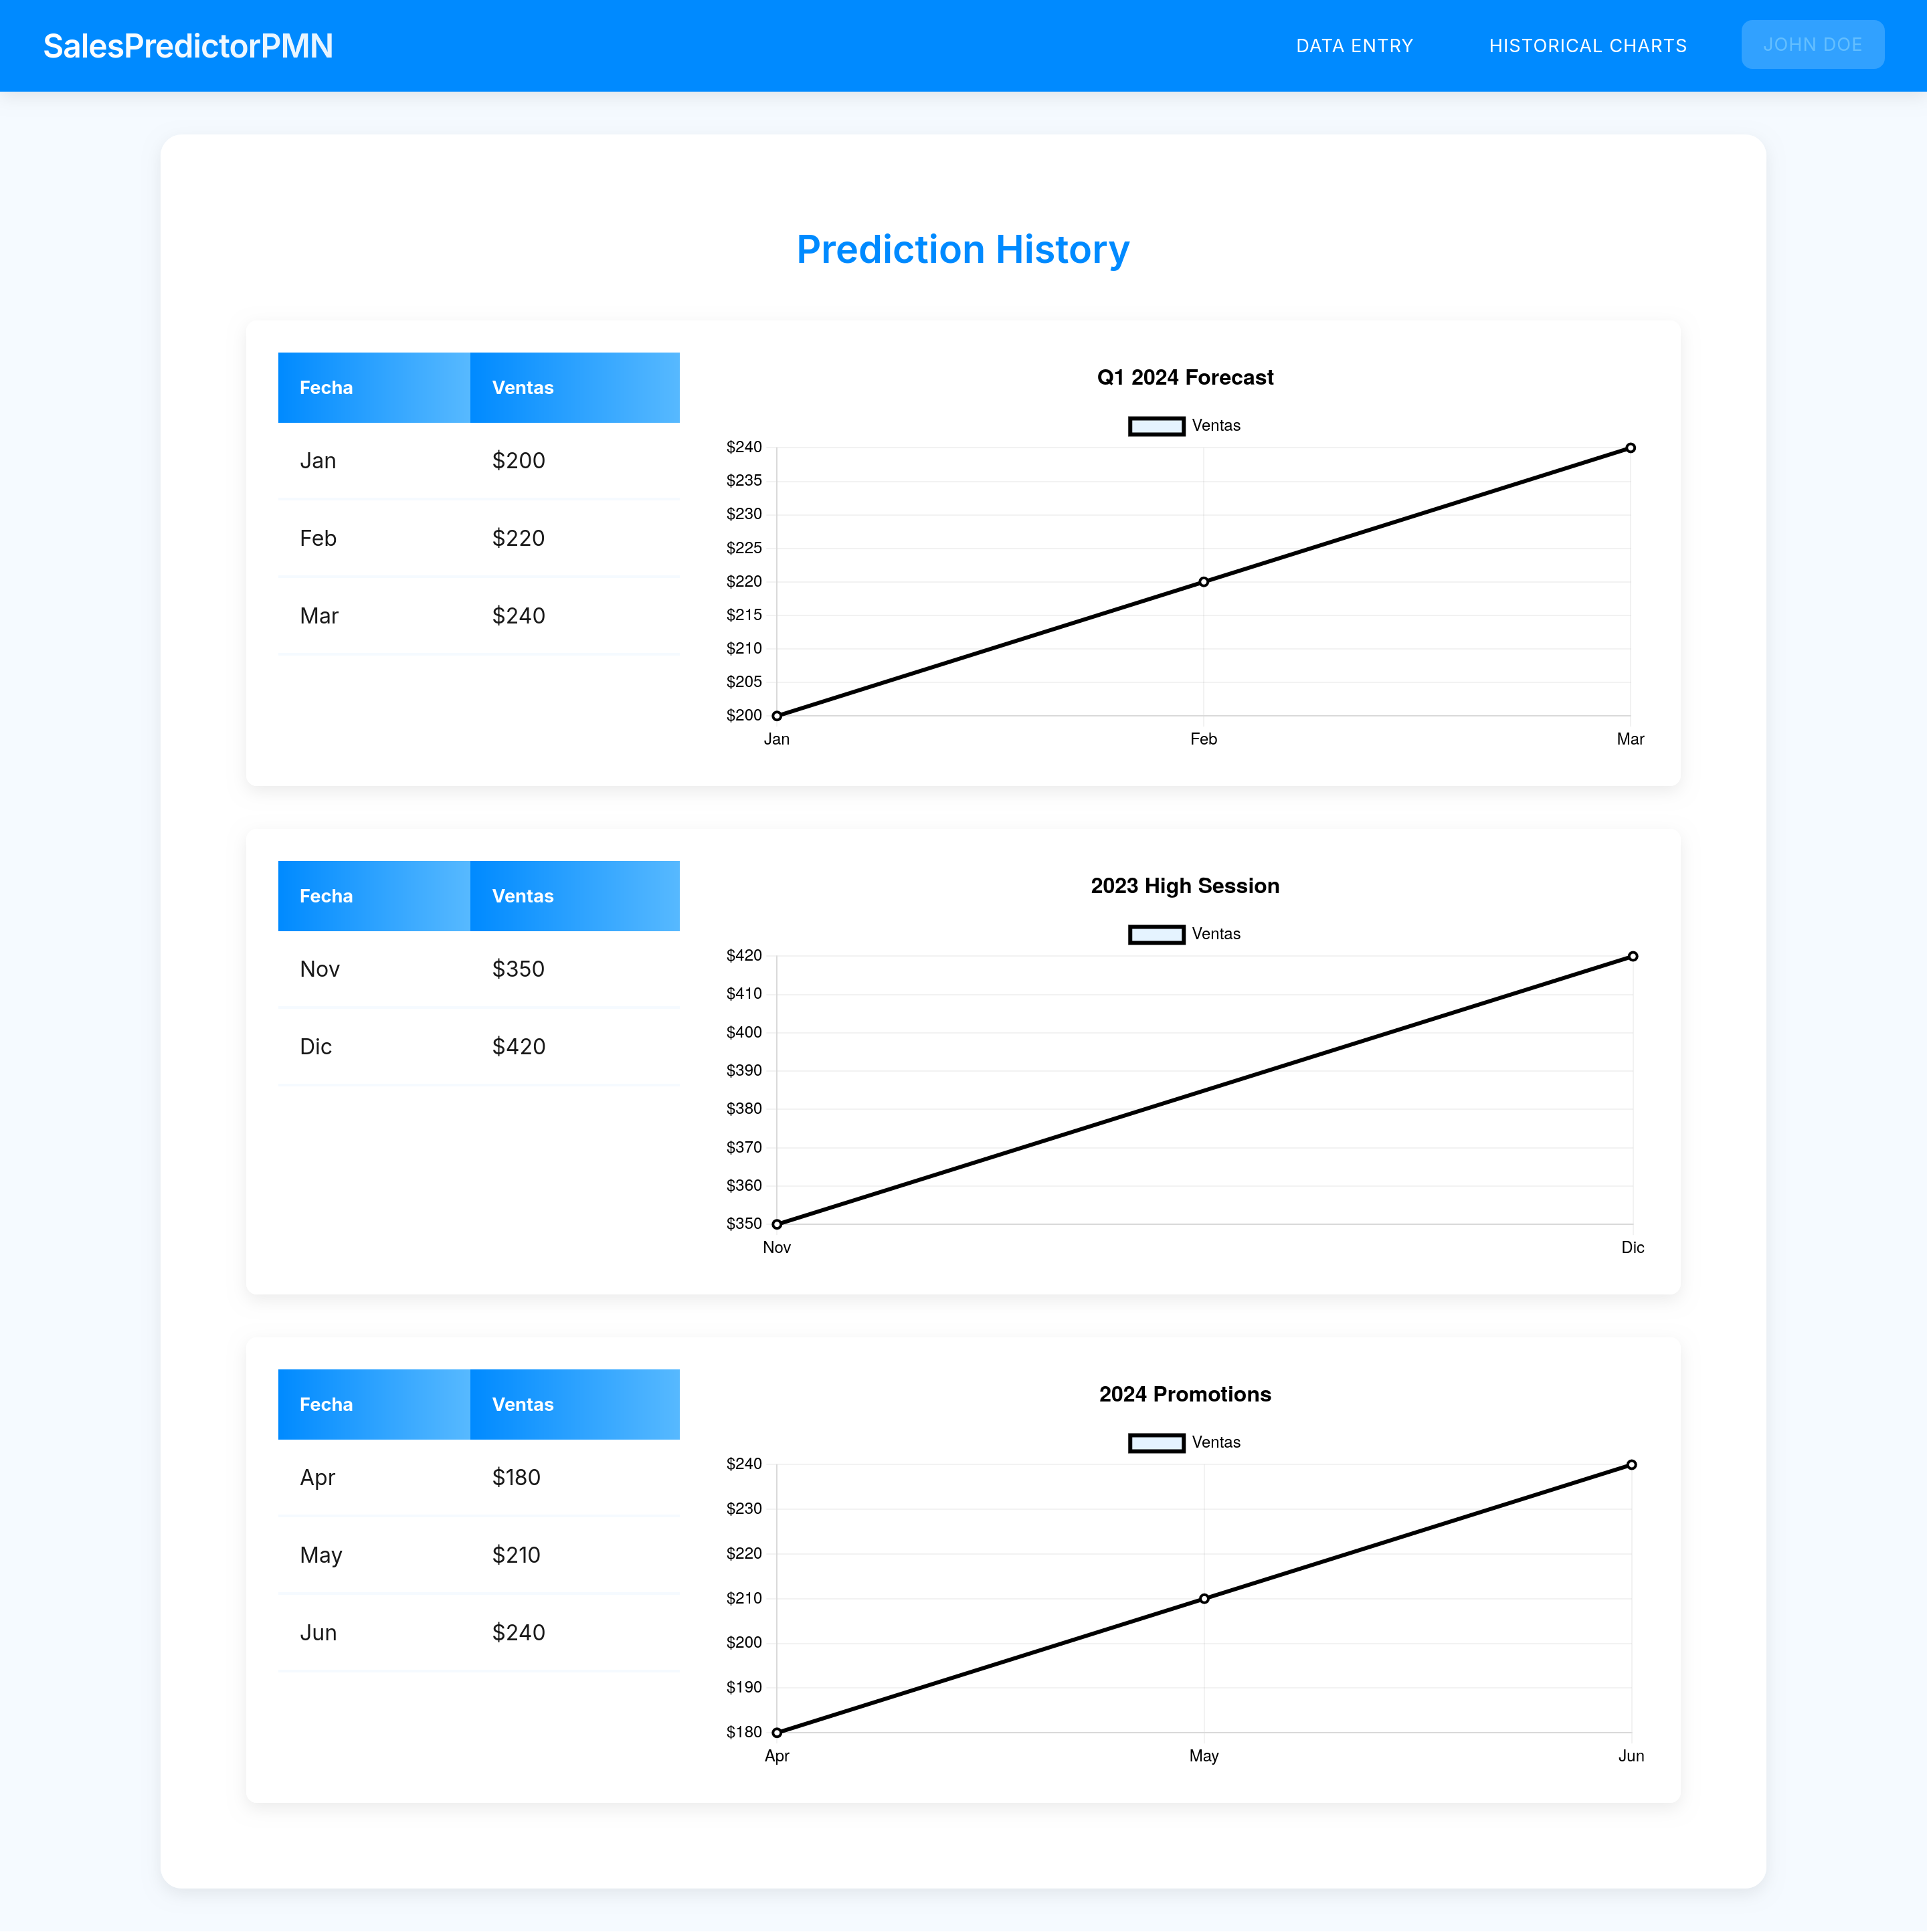 SalesPredictorPMN
DATA ENTRY
HISTORICAL CHARTS
JOHN DOE
Prediction History
Fecha Ventas
Jan $200
Feb $220
Mar $240
Q1 2024 Forecast
Ventas
$240
$235
$230
$225
$220
$215
$210
$205
$200
Jan Feb Mar
Fecha Ventas
Nov $350
Dic $420
2023 High Session
Ventas
$420
$410
$400
$390
$380
$370
$360
$350
Nov Dic
Fecha Ventas
Apr $180
May $210
Jun $240
2024 Promotions
Ventas
$240
$230
$220
$210
$200
$190
$180
Apr May Jun